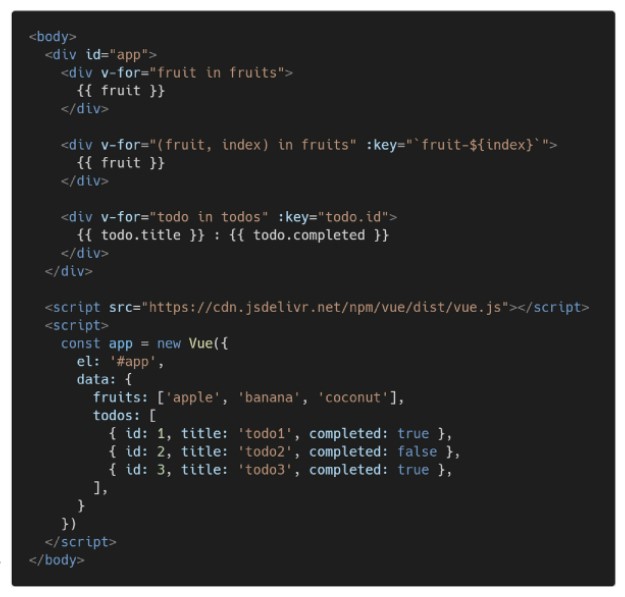 <body>
  <div id="app">
    <div v-for="fruit in fruits">
      {{ fruit }}
    </div>

    <div v-for="(fruit, index) in fruits" :key="`fruit-${index}`">
      {{ fruit }}
    </div>

    <div v-for="todo in todos" :key="todo.id">
      {{ todo.title }} : {{ todo.completed }}
    </div>
  </div>

  <script src="https://cdn.jsdelivr.net/npm/vue/dist/vue.js"></script>
  <script>
    const app = new Vue({
      el: '#app',
      data: {
        fruits: ['apple', 'banana', 'coconut'],
        todos: [
          { id: 1, title: 'todo1', completed: true },
          { id: 2, title: 'todo2', completed: false },
          { id: 3, title: 'todo3', completed: true },
        ],
      }
    })
  </script>
</body>